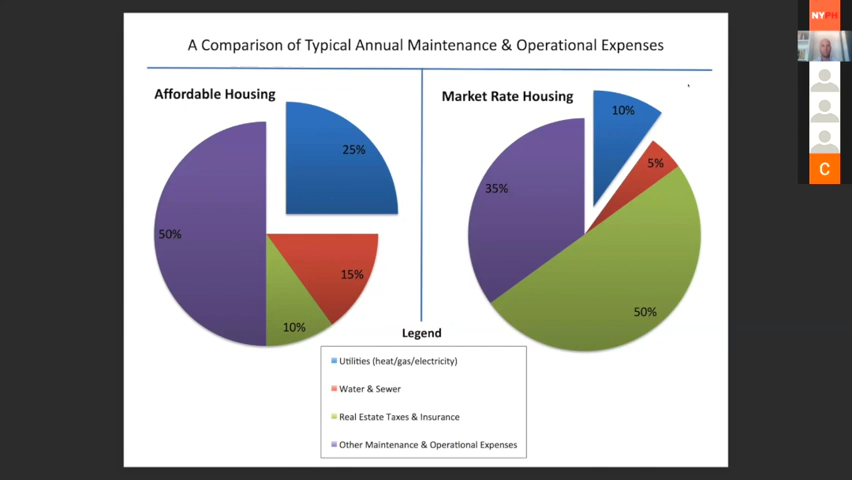 NYPH
A Comparison of Typical Annual Maintenance & Operational Expenses
Affordable Housing
Market Rate Housing
25%
50%
15%
10%
10%
5%
35%
50%
Legend
Utilities (heat/gas/electricity)
Water & Sewer
Real Estate Taxes & Insurance
Other Maintenance & Operational Expenses
C